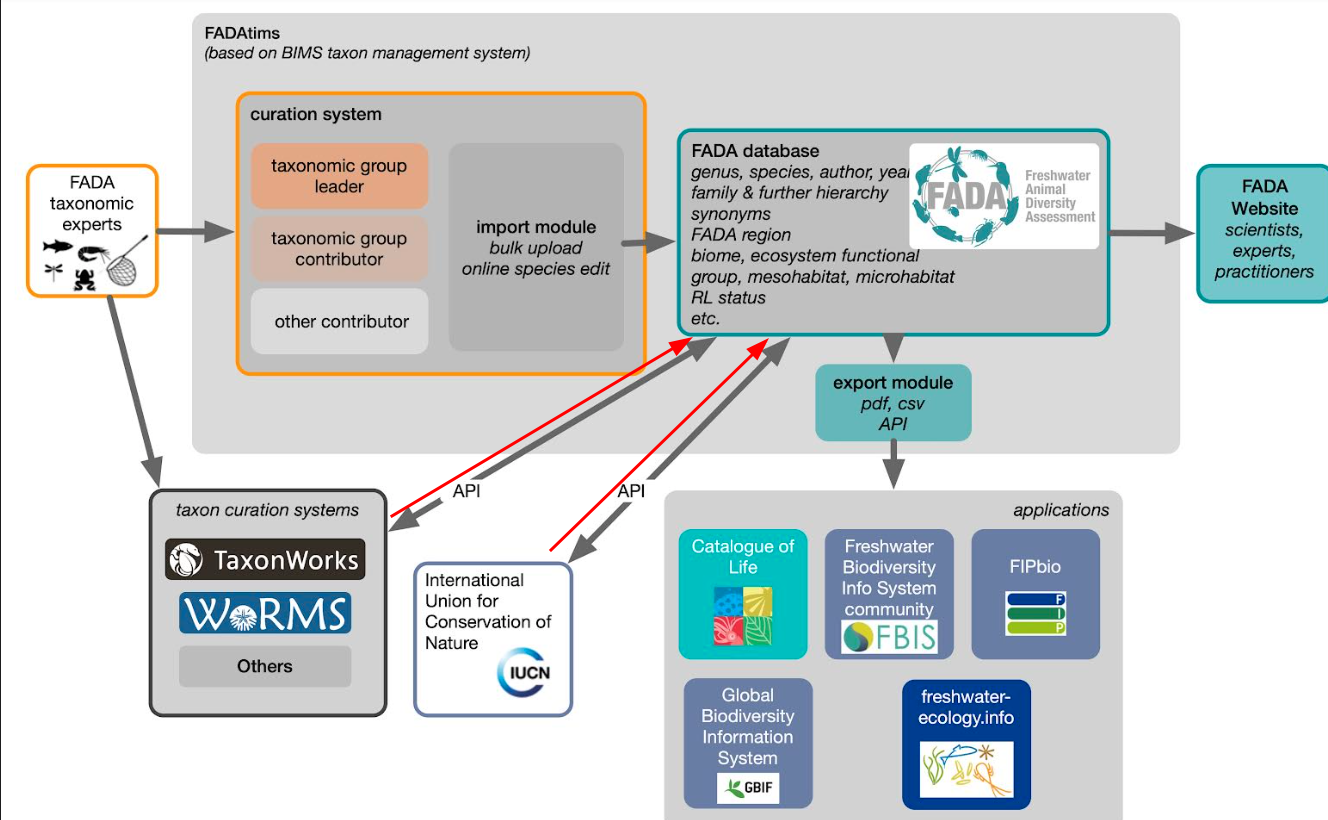 FADAtims
(based on BIMS taxon management system)
curation system
taxonomic group
leader
taxonomic group
contributor
other contributor
import module
bulk upload
online species edit
FADA
taxonomic
experts
FADA database
genus, species, author, year
family & further hierarchy
synonyms
FADA region
biome, ecosystem functional
group, mesohabitat, microhabitat
RL status
etc.
FADA
Freshwater
Animal
Diversity
Assessment
FADA
Website
scientists,
experts,
practitioners
export module
pdf, csv
API
API
API
taxon curation systems
TaxonWorks
WoRMS
Others
International
Union for
Conservation of
Nature
IUCN
applications
Catalogue of
Life
Freshwater
Biodiversity
Info System
community
FBIS
FIPbio
F
I
P
Global
Biodiversity
Information
System
GBIF
freshwater-
ecology.info